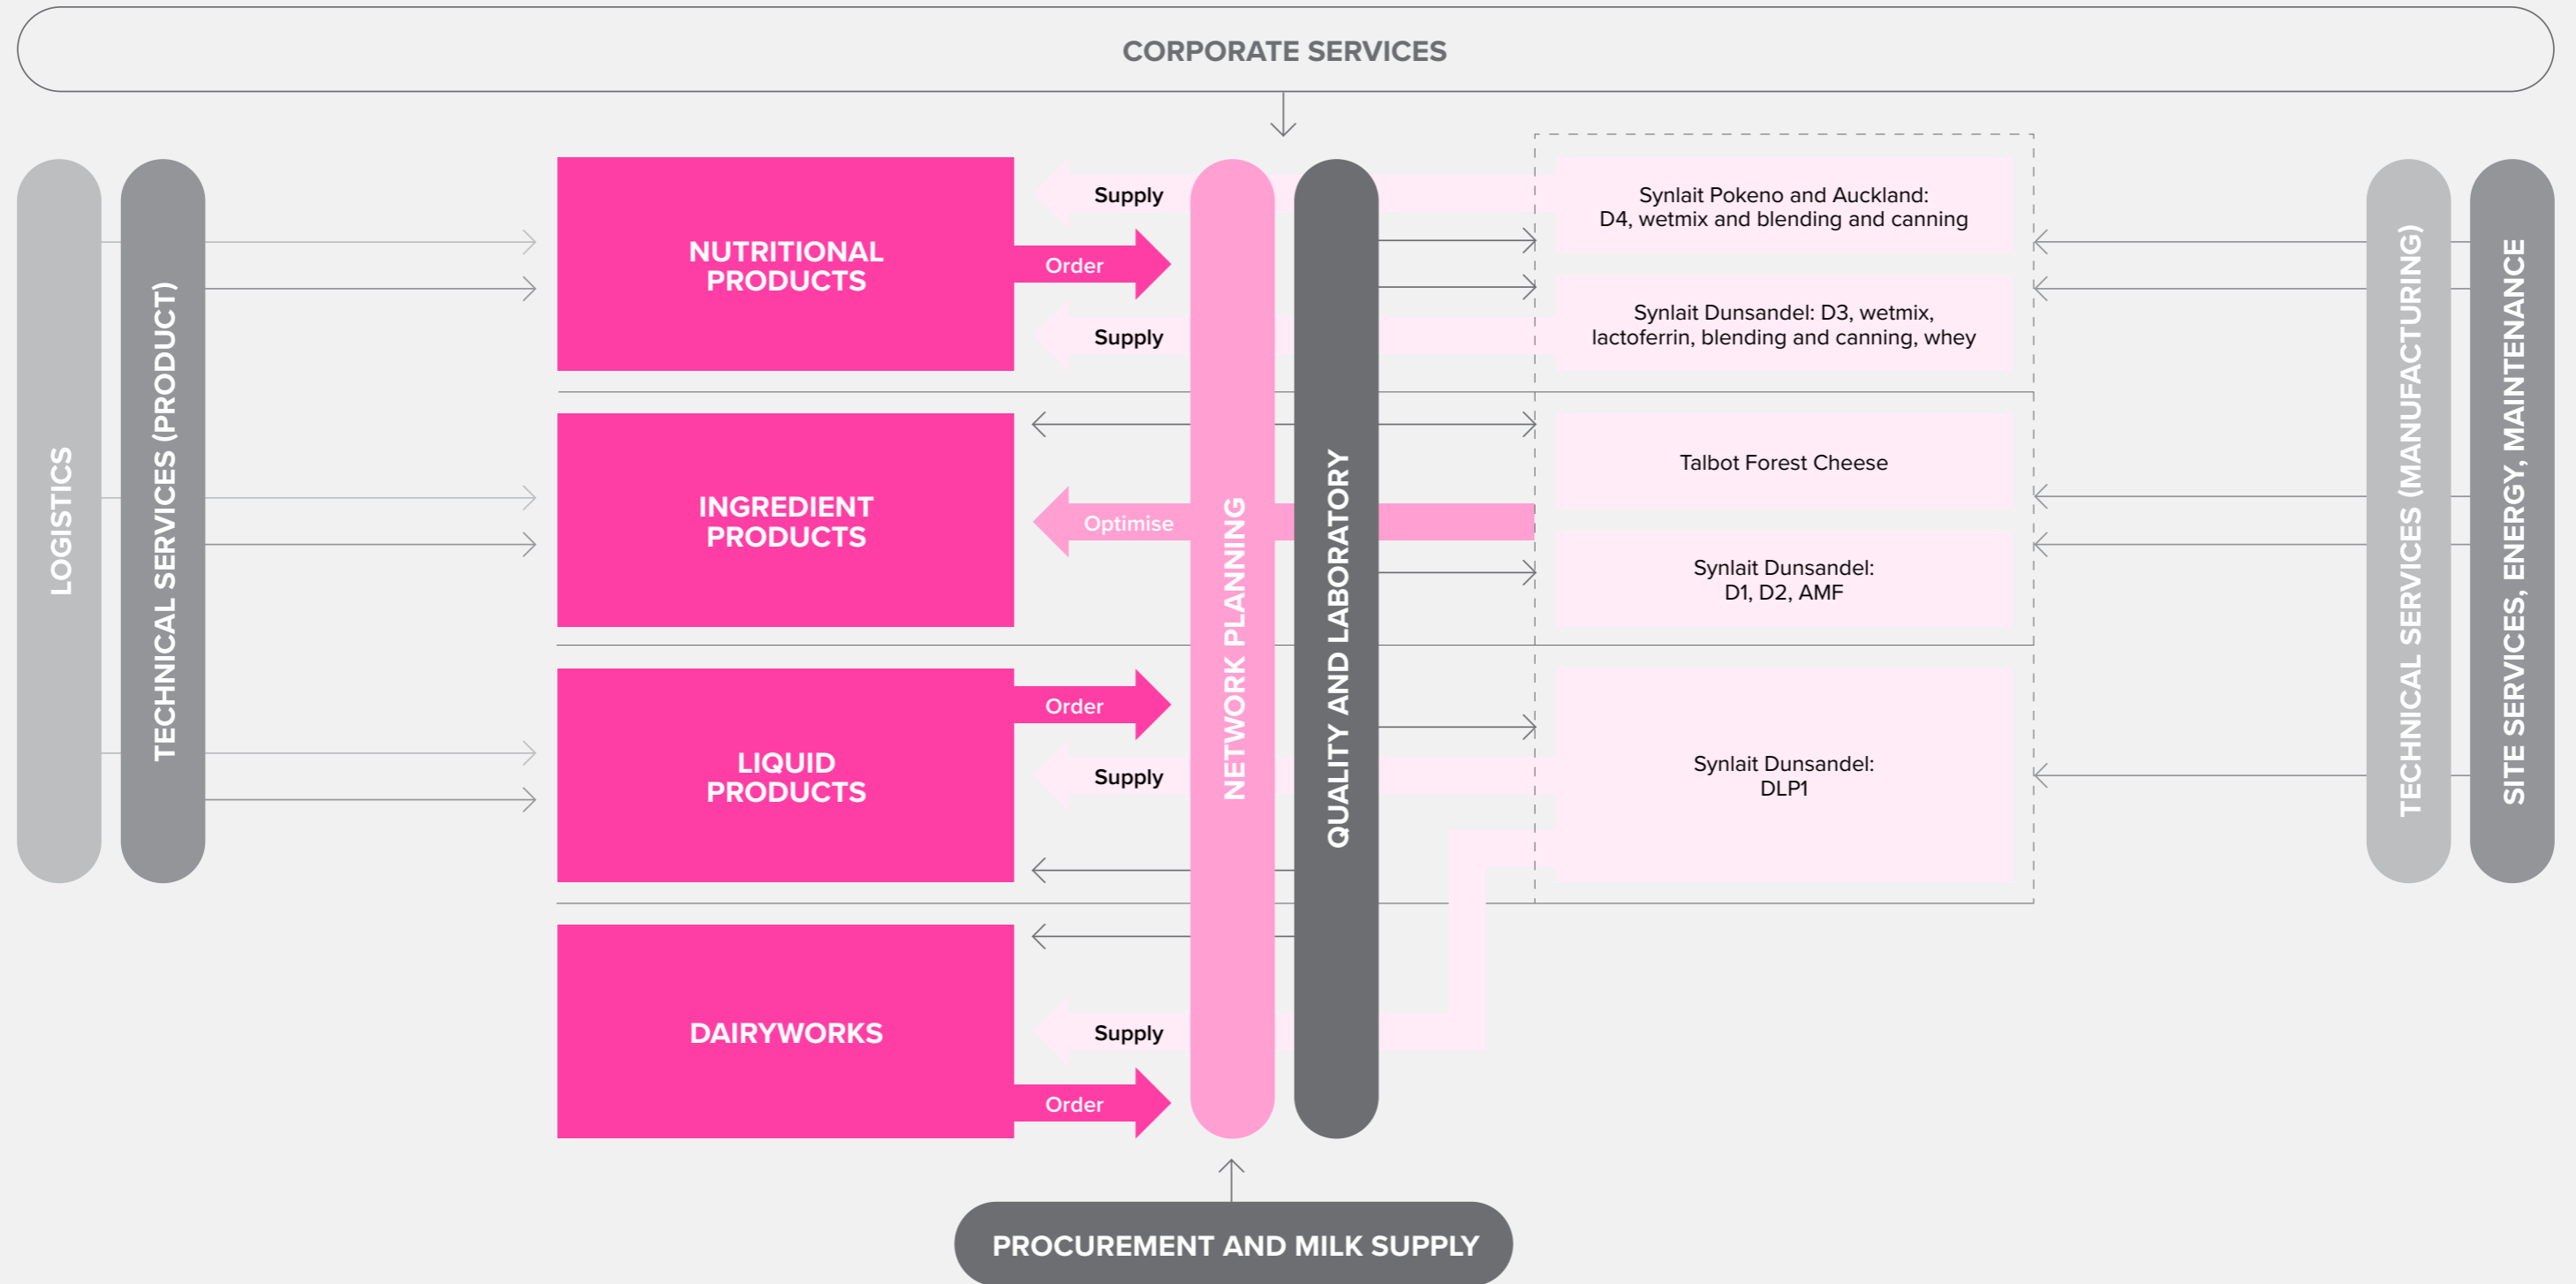 CORPORATE SERVICES
LOGISTICS
TECHNICAL SERVICES (PRODUCT)
NUTRITIONAL
PRODUCTS
Supply
Order
Supply
INGREDIENT
PRODUCTS
Optimise
LIQUID
PRODUCTS
Order
Supply
DAIRYWORKS
Supply
Order
NETWORK PLANNING
QUALITY AND LABORATORY
Synlait Pokeno and Auckland:
D4, wetmix and blending and canning
Synlait Dunsandel: D3, wetmix,
lactoferrin, blending and canning, whey
Talbot Forest Cheese
Synlait Dunsandel:
D1, D2, AMF
Synlait Dunsandel:
DLP1
TECHNICAL SERVICES (MANUFACTURING)
SITE SERVICES, ENERGY, MAINTENANCE
PROCUREMENT AND MILK SUPPLY